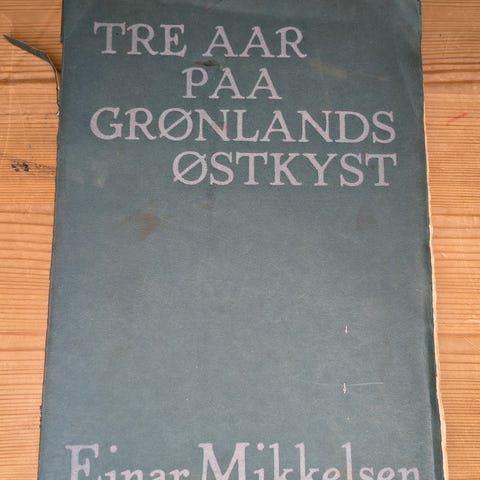 TRE AAR
PAA
GRØNLANDS
ØSTKYST
Einar Mikkelsen